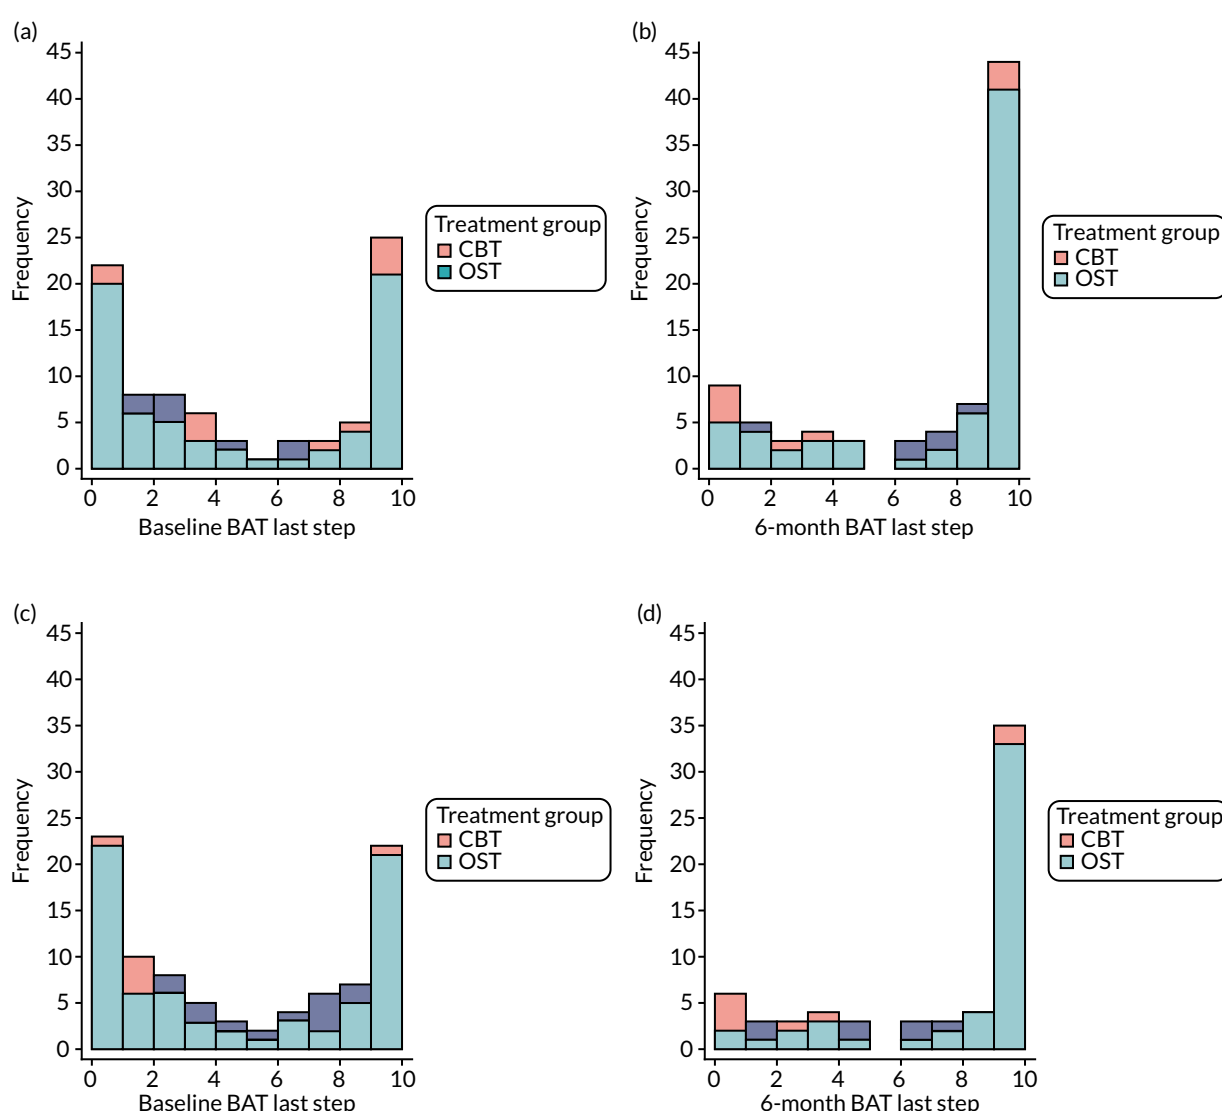 (a)
45
40
35
30
25
20
15
10
5
0
Frequency
0 2 4 6 8 10
Baseline BAT last step
Treatment group
CBT
OST
(b)
45
40
35
30
25
20
15
10
5
0
Frequency
0 2 4 6 8 10
6-month BAT last step
Treatment group
CBT
OST
(c)
45
40
35
30
25
20
15
10
5
0
Frequency
0 2 4 6 8 10
Baseline BAT last step
Treatment group
CBT
OST
(d)
45
40
35
30
25
20
15
10
5
0
Frequency
0 2 4 6 8 10
6-month BAT last step
Treatment group
CBT
OST